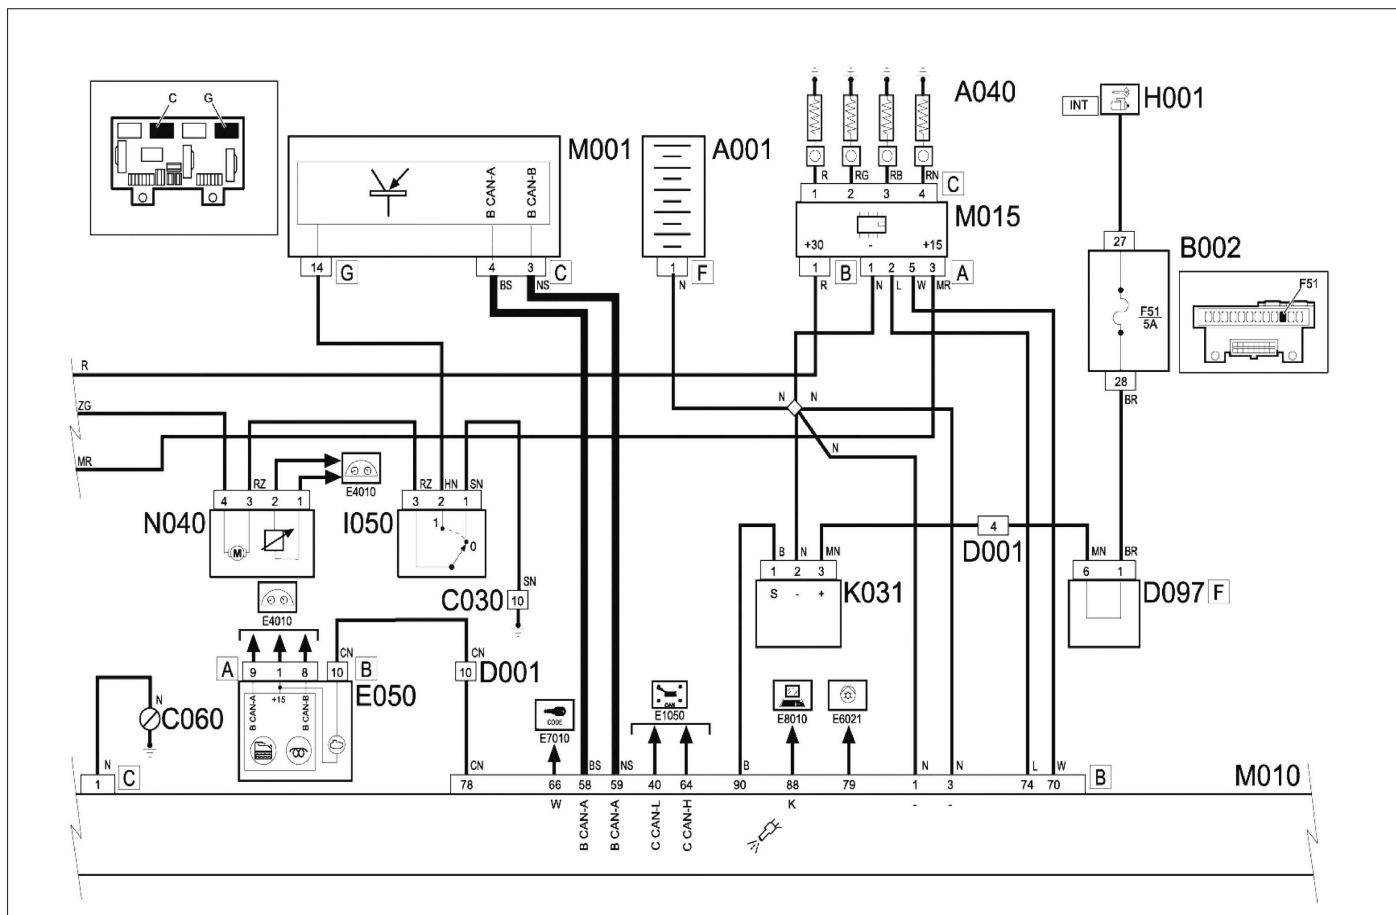 C G
M001
B CAN-A
B CAN-B
14 G
4 3 C
BS NS
A001
1 F
N
A040
R RG RB RN
1 2 3 4 C
M015
+30 - +15
1 B 1 2 5 3 A
R N L W MR
INT H001
27
B002
F51
5A
F51
28
BR
R
ZG
MR
N N
N
RZ
4 3 2 1
N040
M
E4010
RZ HN SN
3 2 1
I050
1
0
SN
C030 10
4
D001
B N MN
1 2 3
S - +
K031
MN BR
6 1
D097 F
E4010
A 9 1 8 10 B
CN
E050
B CAN-A
+15
B CAN-B
CN
10 D001
N
C060
N
1 C
CODE
E7010
CAN
E1050
E8010
E6021
CN BS NS B N N L W
78 66 58 59 40 64 90 88 79 1 3 74 70 B
M010
W
B CAN-A
B CAN-A
C CAN-L
C CAN-H
K
- -